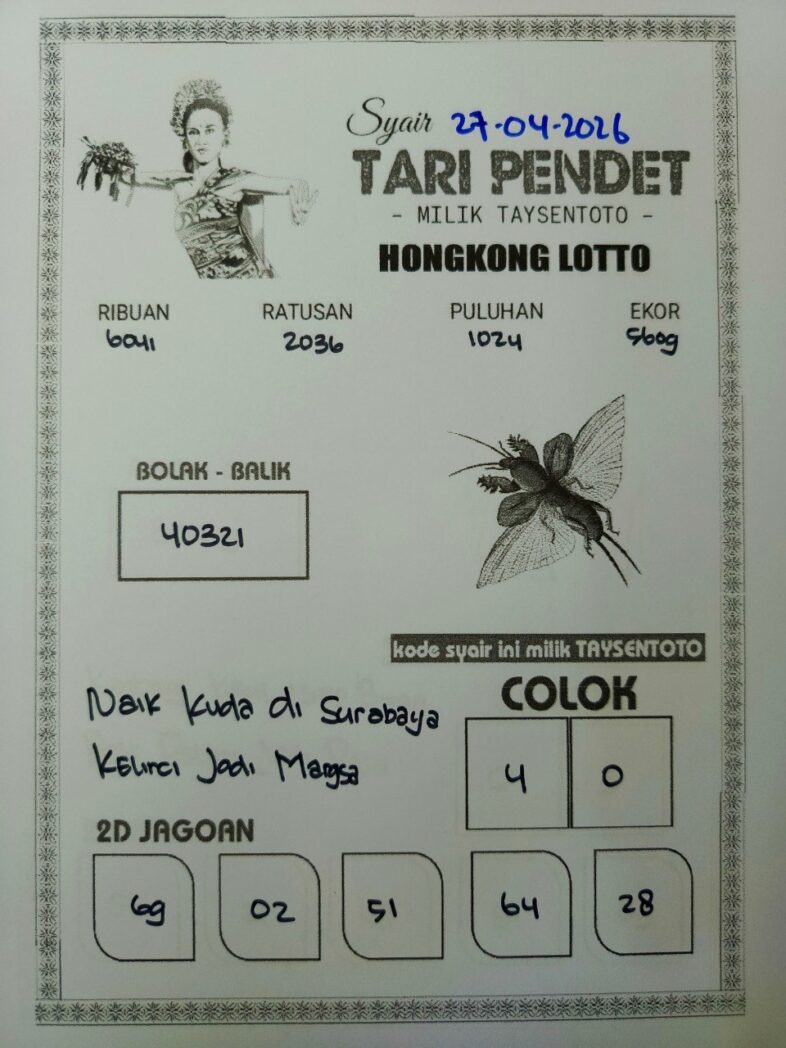 Syair 27-04-2026
TARI PENDET
- MILIK TAYSENTOTO -
HONGKONG LOTTO
RIBUAN RATUSAN PULUHAN EKOR
6041 2036 1024 5609
BOLAK - BALIK
40321
kode syair ini milik TAYSENTOTO
Naik Kuda di Surabaya
Kelinci Jadi Mangsa
COLOK
4 0
2D JAGOAN
69 02 51 64 28